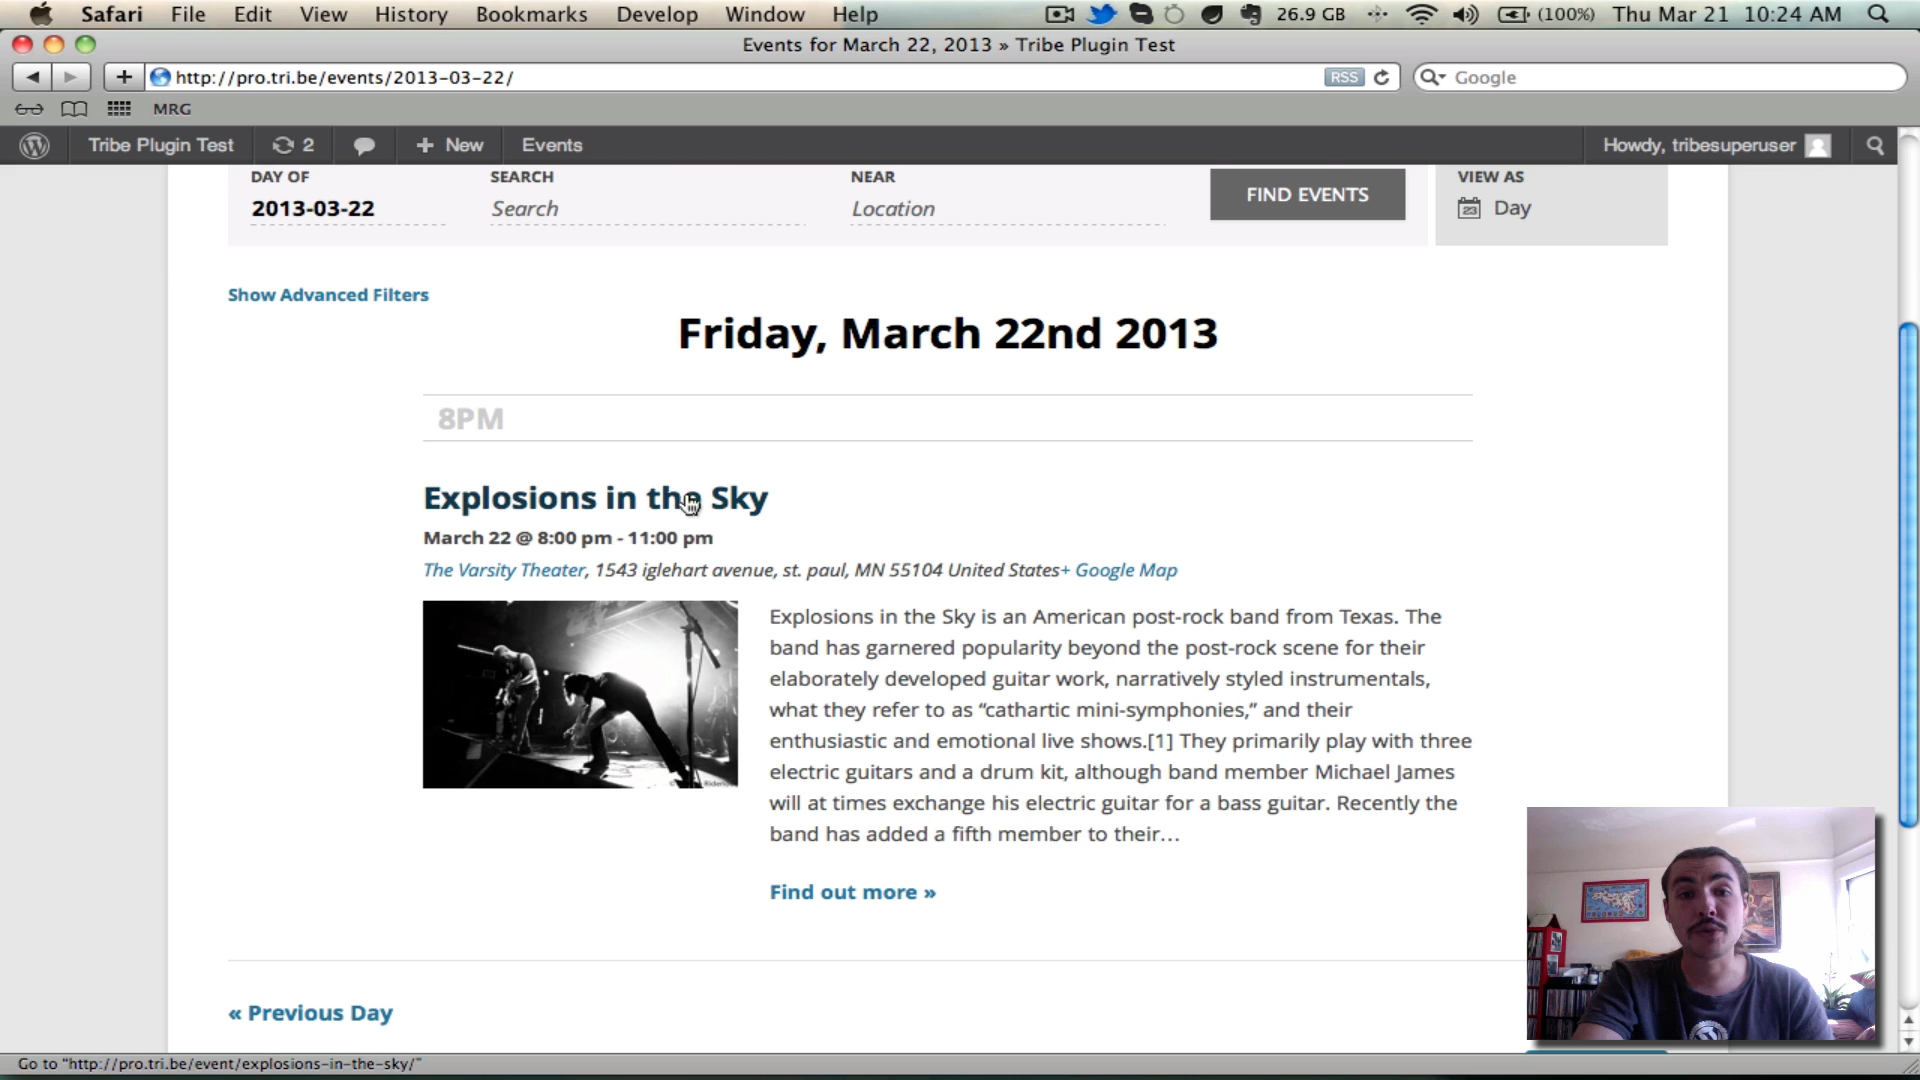 Safari File Edit View History Bookmarks Develop Window Help 26.9 GB (100%) Thu Mar 21 10:24 AM
Events for March 22, 2013 » Tribe Plugin Test
http://pro.tri.be/events/2013-03-22/ RSS Google
MRG
Tribe Plugin Test 2 + New Events Howdy, tribesuperuser
DAY OF SEARCH NEAR FIND EVENTS VIEW AS
2013-03-22 Search Location 23 Day
Show Advanced Filters
Friday, March 22nd 2013
8PM
Explosions in the Sky
March 22 @ 8:00 pm - 11:00 pm
The Varsity Theater, 1543 iglehart avenue, st. paul, MN 55104 United States+ Google Map
Explosions in the Sky is an American post-rock band from Texas. The
band has garnered popularity beyond the post-rock scene for their
elaborately developed guitar work, narratively styled instrumentals,
what they refer to as “cathartic mini-symphonies,” and their
enthusiastic and emotional live shows.[1] They primarily play with three
electric guitars and a drum kit, although band member Michael James
will at times exchange his electric guitar for a bass guitar. Recently the
band has added a fifth member to their…
Find out more »
« Previous Day
Go to "http://pro.tri.be/event/explosions-in-the-sky/"